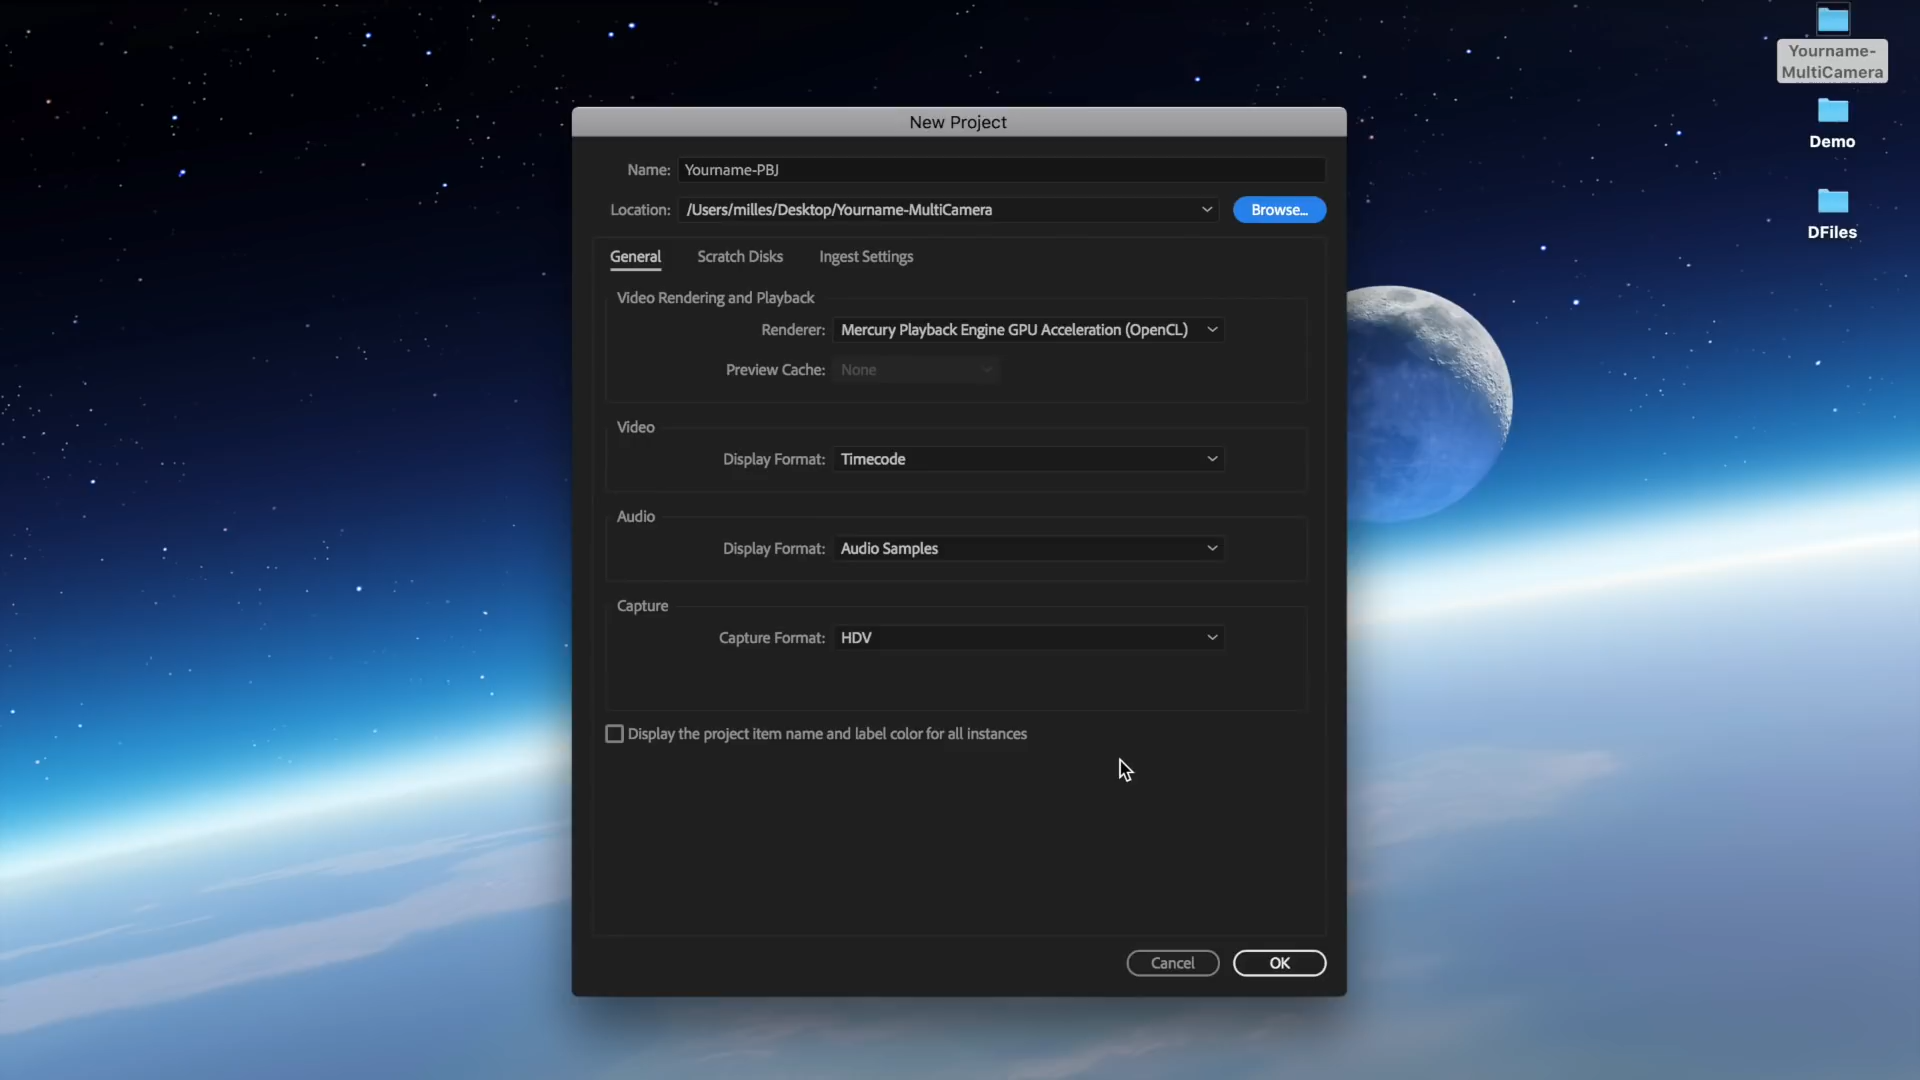 Yourname-
MultiCamera
Demo
DFiles
New Project
Name: Yourname-PBJ
Location: /Users/milles/Desktop/Yourname-MultiCamera Browse...
General Scratch Disks Ingest Settings
Video Rendering and Playback
Renderer: Mercury Playback Engine GPU Acceleration (OpenCL)
Preview Cache: None
Video
Display Format: Timecode
Audio
Display Format: Audio Samples
Capture
Capture Format: HDV
Display the project item name and label color for all instances
Cancel OK